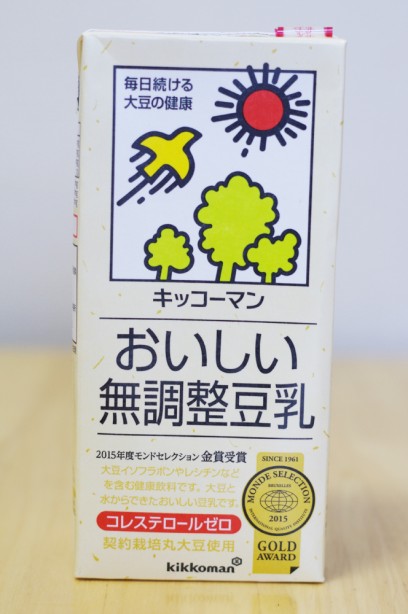 毎日続ける
大豆の健康
キッコーマン
おいしい
無調整豆乳
2015年度モンドセレクション 金賞受賞
大豆イソフラボンやレシチンなど
を含む健康飲料です。大豆と
水からできたおいしい豆乳です。
コレステロールゼロ
契約栽培丸大豆使用
kikkoman
SINCE 1961
MONDE SELECTION
BRUXELLES
2015
INTERNATIONAL QUALITY INSTITUTE
GOLD
AWARD